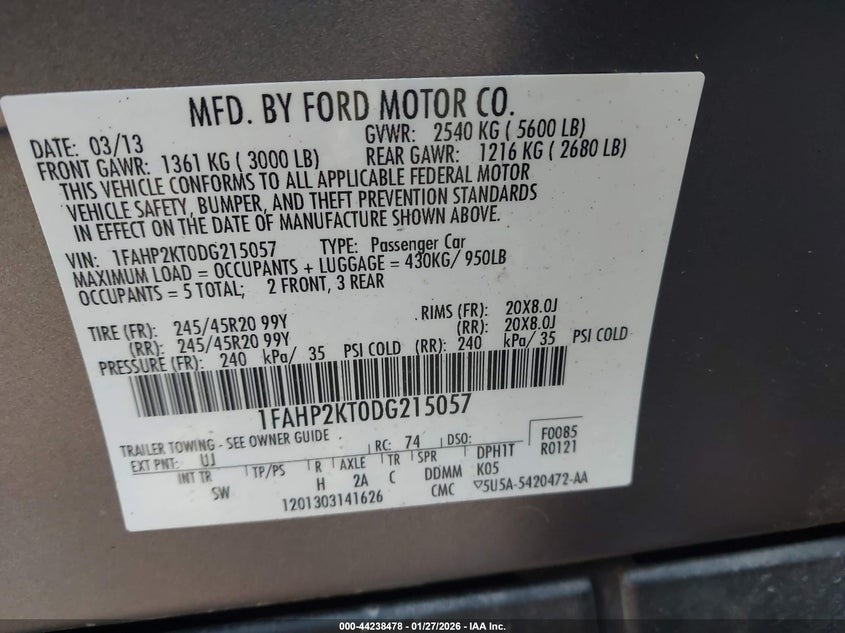 MFD. BY FORD MOTOR CO.
DATE: 03/13 GVWR: 2540 KG ( 5600 LB)
FRONT GAWR: 1361 KG ( 3000 LB) REAR GAWR: 1216 KG ( 2680 LB)
THIS VEHICLE CONFORMS TO ALL APPLICABLE FEDERAL MOTOR
VEHICLE SAFETY, BUMPER, AND THEFT PREVENTION STANDARDS
IN EFFECT ON THE DATE OF MANUFACTURE SHOWN ABOVE.
VIN: 1FAHP2KT0DG215057 TYPE: Passenger Car
MAXIMUM LOAD = OCCUPANTS + LUGGAGE = 430KG/ 950LB
OCCUPANTS = 5 TOTAL; 2 FRONT, 3 REAR
TIRE (FR): 245/45R20 99Y RIMS (FR): 20X8.0J
(RR): 245/45R20 99Y (RR): 20X8.0J
PRESSURE (FR): 240 kPa/ 35 PSI COLD (RR): 240 kPa/ 35 PSI COLD
1FAHP2KT0DG215057
TRAILER TOWING - SEE OWNER GUIDE RC: 74 DSO: F0085
EXT PNT: UJ R0121
INT TR TP/PS R AXLE TR SPR DPH1T
SW H 2A C DDMM K05
1201303141626 CMC ▽5U5A-5420472-AA
000-44238478 — 01/27/2026 — IAA Inc.